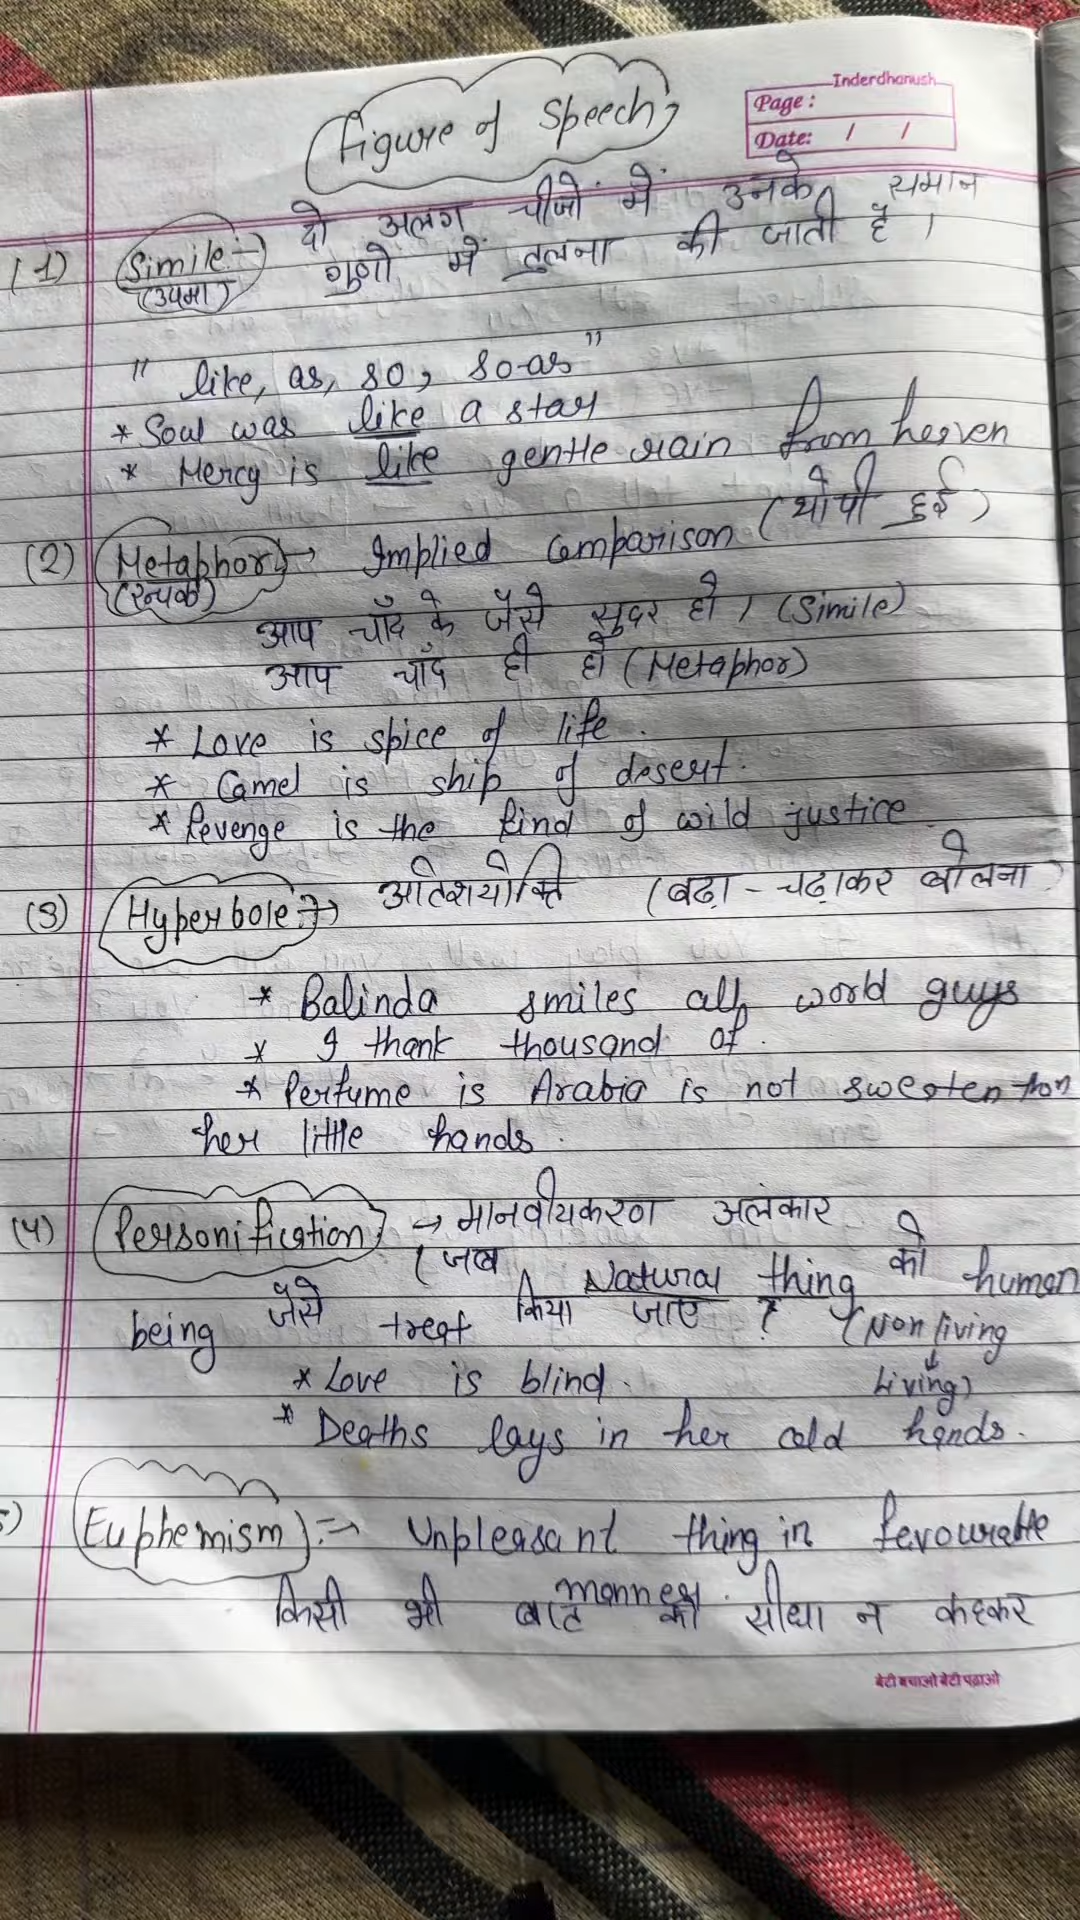 Inderdhanush
Page :
Date: / /
Figure of Speech
(1) Simile :- दो अलग चीजों में उनके समान
(उपमा) गुणो में तुलना की जाती है ।
" like, as, so, so-as "
* Soul was like a star
* Mercy is like gentle rain from heaven
(2) Metaphor → Implied Comparison (थोपी हुई)
(रूपक)
आप चाँद के जैसे सुदर हो । (Simile)
आप चाँद ही हो (Metaphor)
* Love is spice of life.
* Camel is ship of desert.
* Revenge is the kind of wild justice
(3) Hyperbole :→ अतिशयोक्ति (बढ़ा-चढ़ाकर बोलना)
* Balinda smiles all world guys
* I thank thousand of.
* Perfume is Arabia is not sweeten than
her little hands.
(4) Personification → मानवीयकरण अलंकार
(जब Natural thing को human
being जैसे treat किया जाए ? (Non living
↓
* Love is blind. Living)
* Deaths lays in her cold hands.
5) Euphemism :→ Unpleasant thing in favourable
manner.
किसी भी बात को सीधा न कहकर
बेटी बचाओ बेटी पढ़ाओ